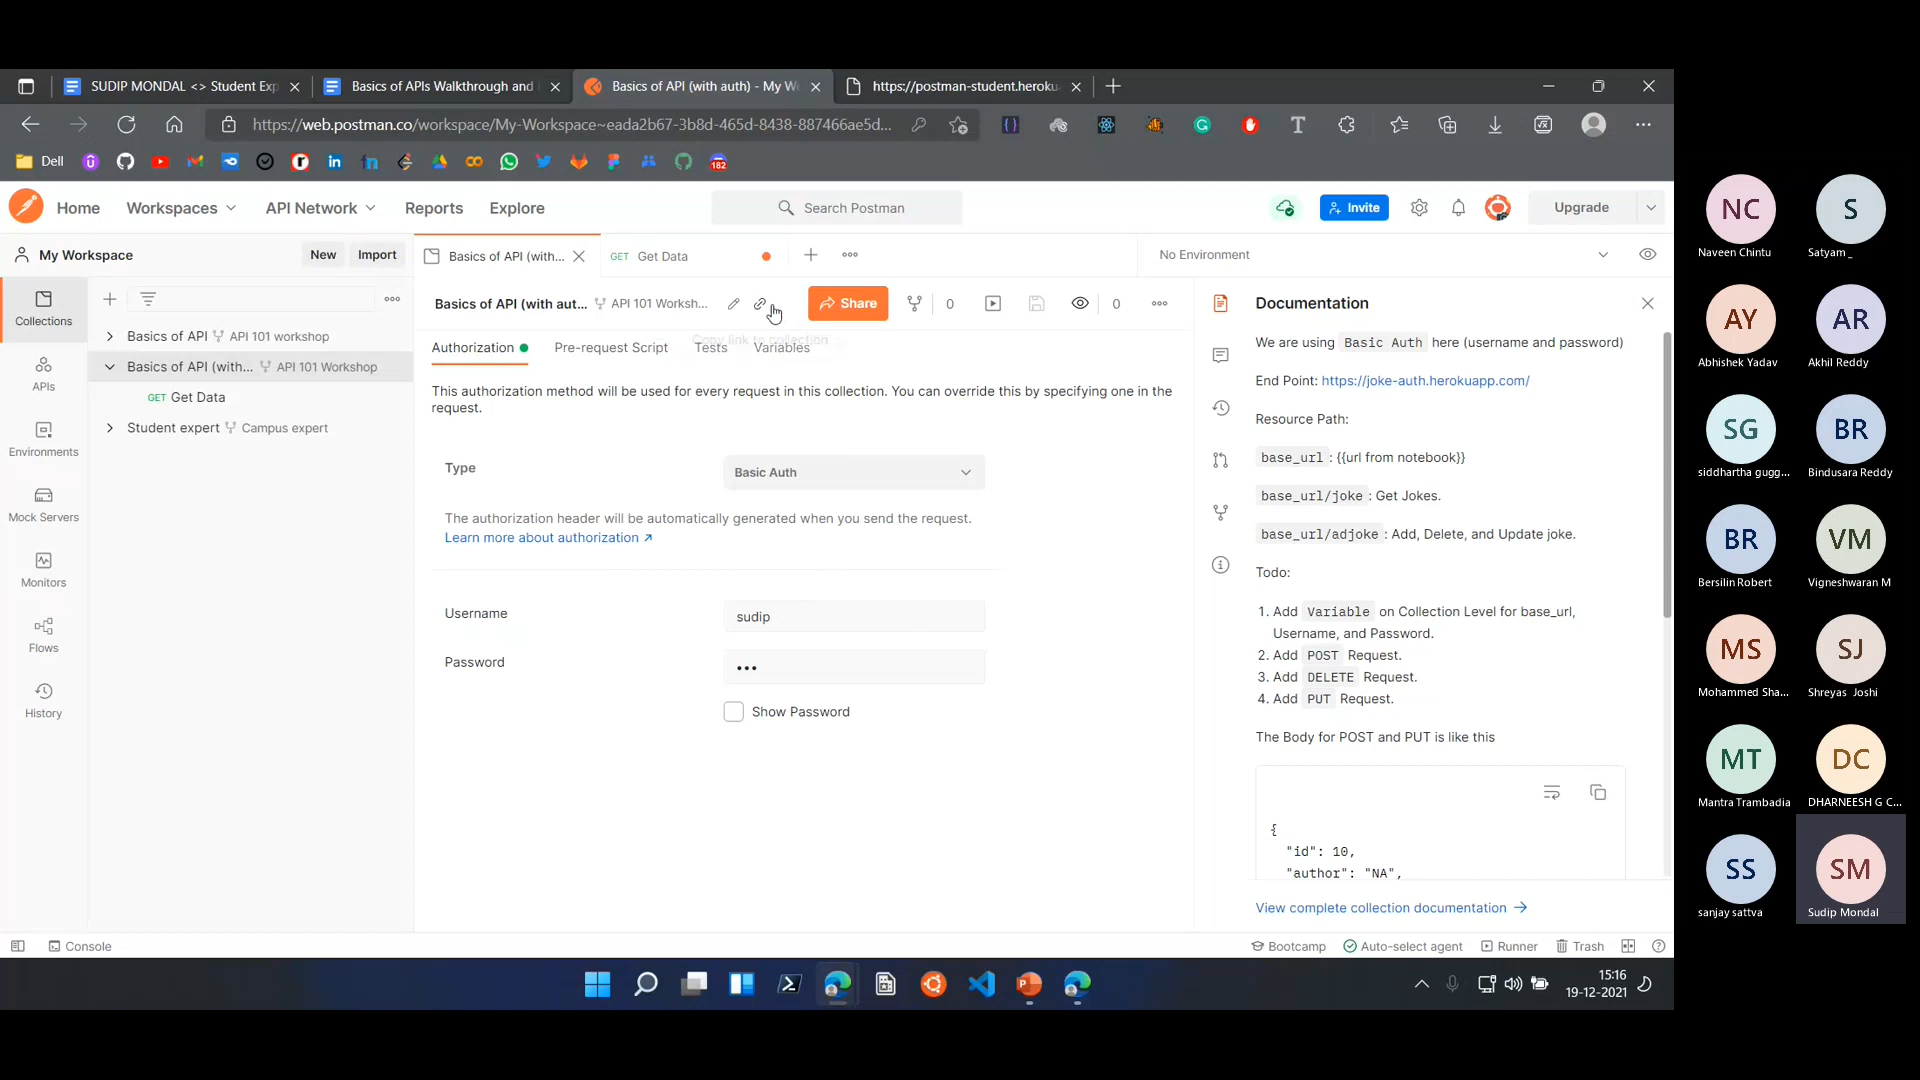 SUDIP MONDAL <> Student Exp
Basics of APIs Walkthrough and
Basics of API (with auth) - My Wo
https://postman-student.heroku
https://web.postman.co/workspace/My-Workspace~eada2b67-3b8d-465d-8438-887466ae5d...
Dell
182
Home
Workspaces
API Network
Reports
Explore
Search Postman
Invite
Upgrade
My Workspace
New
Import
Basics of API (with...
GET Get Data
No Environment
Collections
APIs
Environments
Mock Servers
Monitors
Flows
History
Basics of API
API 101 workshop
Basics of API (with...
API 101 Workshop
GET Get Data
Student expert
Campus expert
Basics of API (with aut...
API 101 Worksh...
Share
0
0
Copy link to collection
Authorization
Pre-request Script
Tests
Variables
This authorization method will be used for every request in this collection. You can override this by specifying one in the
request.
Type
Basic Auth
The authorization header will be automatically generated when you send the request.
Learn more about authorization ↗
Username
sudip
Password
•••
Show Password
Documentation
We are using Basic Auth here (username and password)
End Point: https://joke-auth.herokuapp.com/
Resource Path:
base_url : {{url from notebook}}
base_url/joke : Get Jokes.
base_url/adjoke : Add, Delete, and Update joke.
Todo:
1. Add Variable on Collection Level for base_url,
Username, and Password.
2. Add POST Request.
3. Add DELETE Request.
4. Add PUT Request.
The Body for POST and PUT is like this
{
"id": 10,
"author": "NA",
View complete collection documentation →
Console
Bootcamp
Auto-select agent
Runner
Trash
15:16
19-12-2021
NC
Naveen Chintu
S
Satyam _
AY
Abhishek Yadav
AR
Akhil Reddy
SG
siddhartha gugg...
BR
Bindusara Reddy
BR
Bersilin Robert
VM
Vigneshwaran M
MS
Mohammed Sha...
SJ
Shreyas Joshi
MT
Mantra Trambadia
DC
DHARNEESH G C...
SS
sanjay sattva
SM
Sudip Mondal